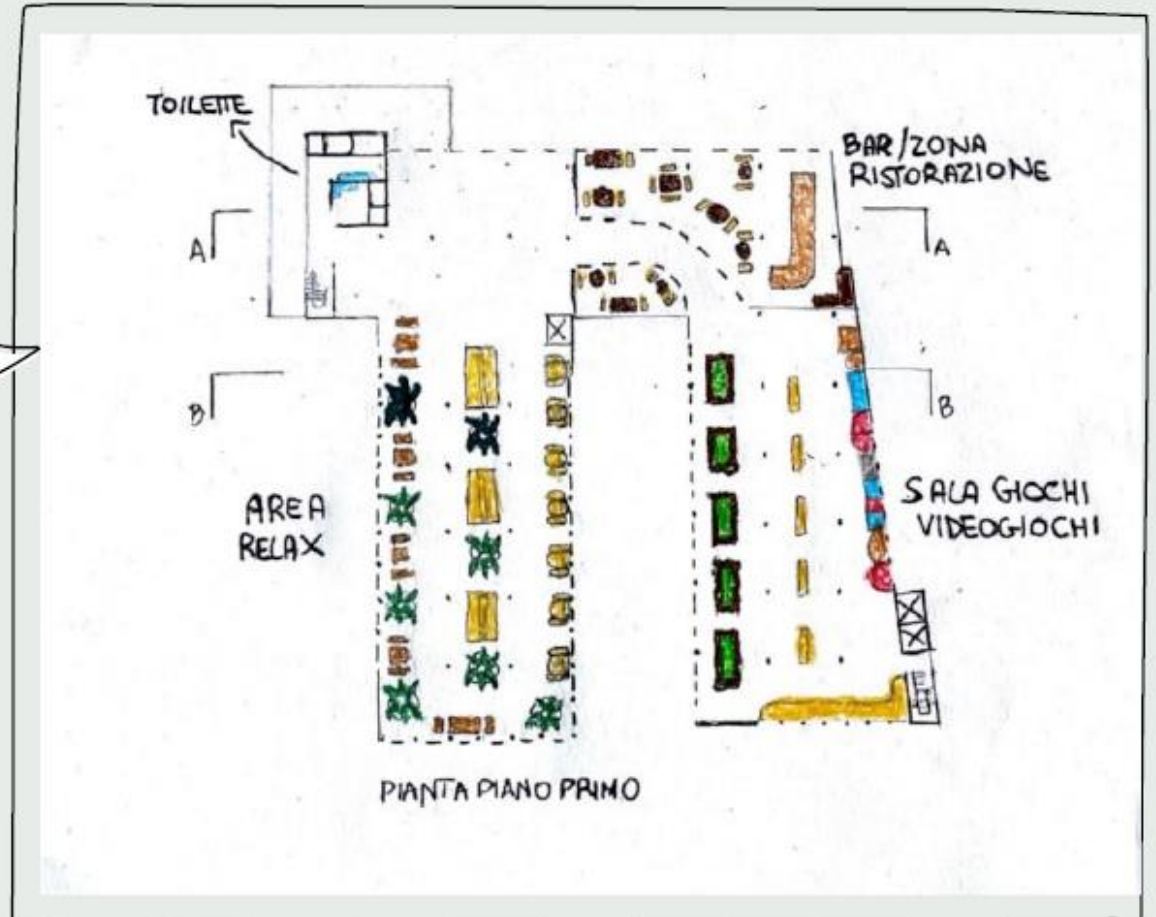 TOILETTE
BAR/ZONA
RISTORAZIONE
A
A
B
B
AREA
RELAX
SALA GIOCHI
VIDEOGIOCHI
PIANTA PIANO PRIMO